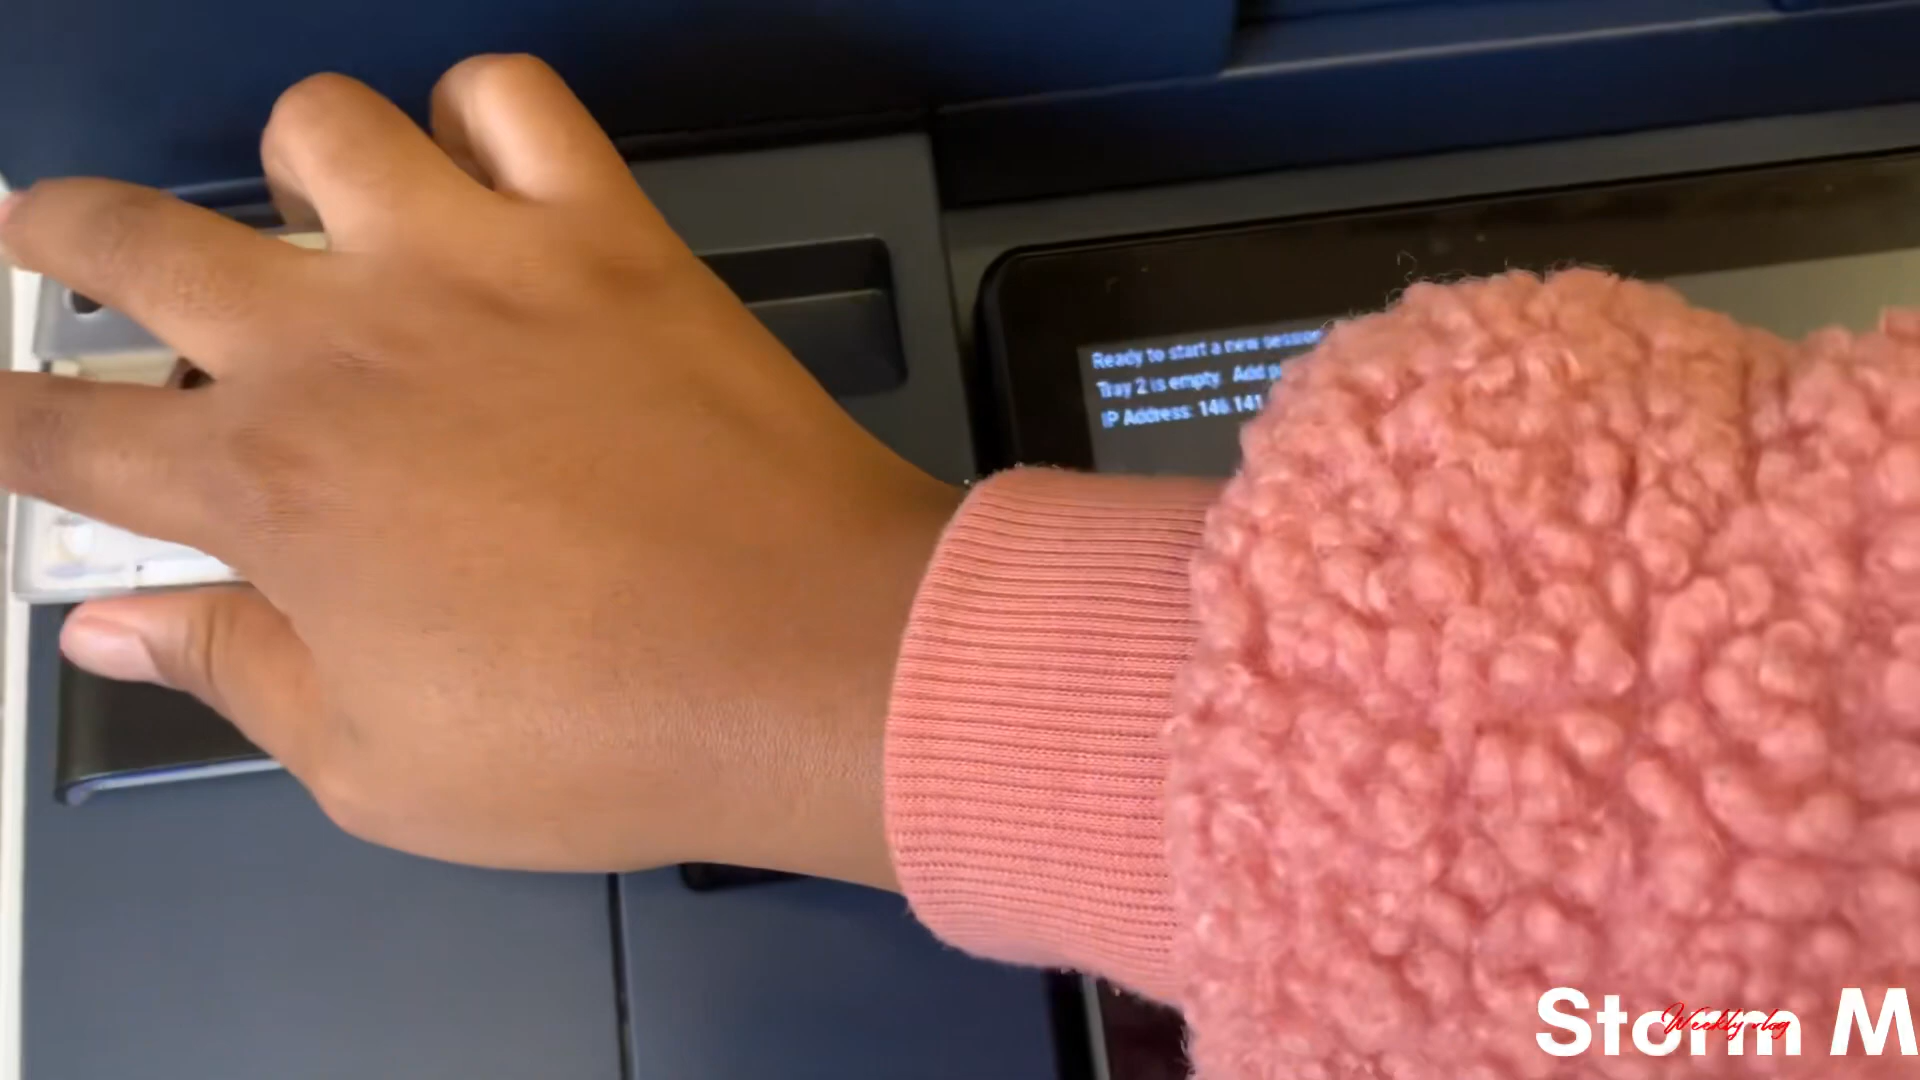 Ready to start a new session
Tray 2 is empty. Add
IP Address: 146.141
Storm M
Weekly vlog